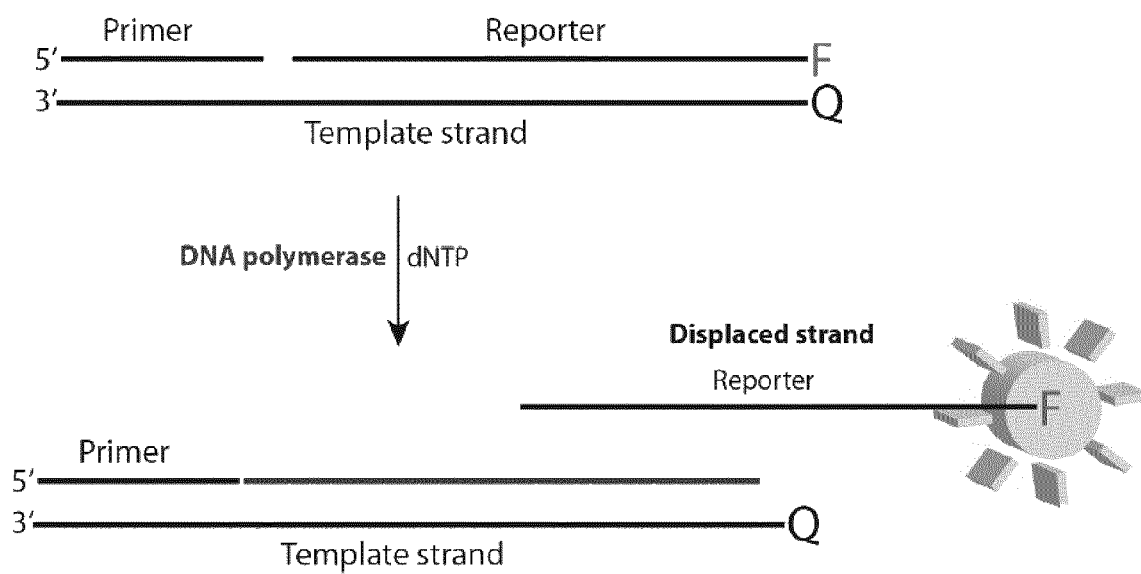 Primer Reporter
5′ F
3′ Q
Template strand
DNA polymerase dNTP
Displaced strand
Reporter
F
Primer
5′
3′ Q
Template strand